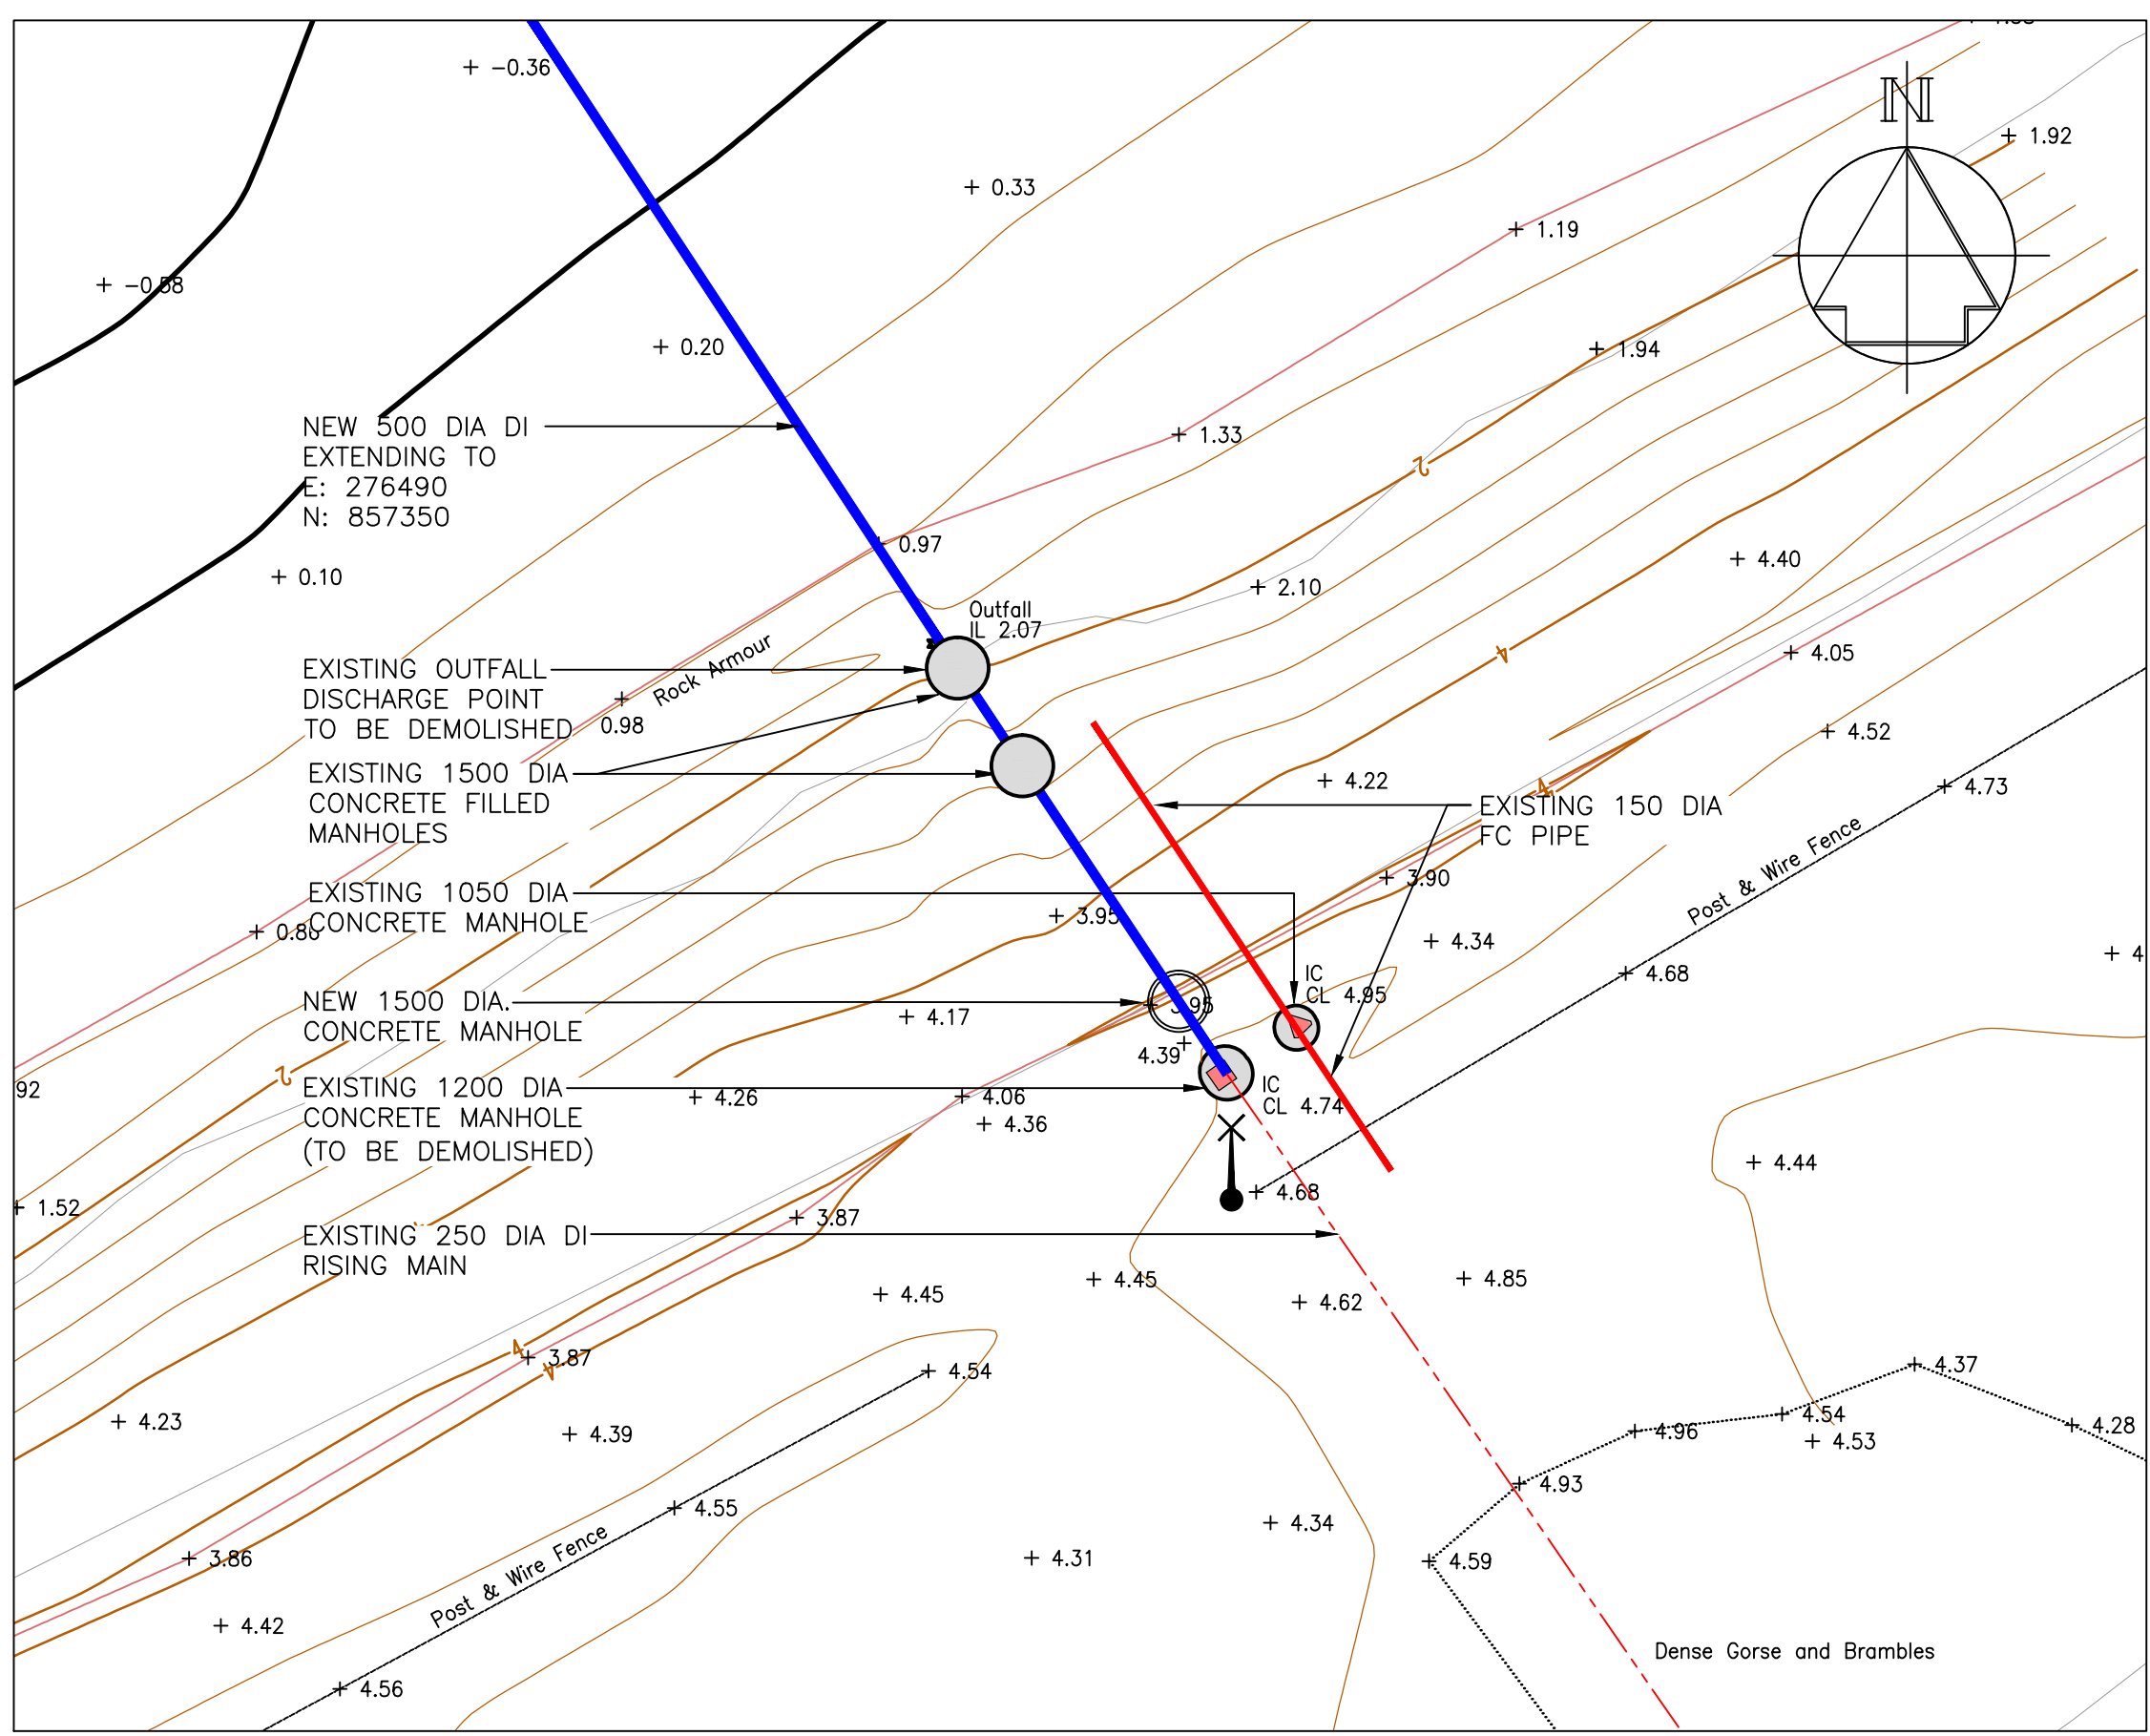 + -0.36
N
+ 1.92
+ 0.33
+ 1.19
+ -0.58
+ 0.20
+ 1.94
NEW 500 DIA DI
EXTENDING TO
E: 276490
N: 857350
+ 1.33
2
+ 0.97
+ 4.40
+ 0.10
+ 2.10
Outfall
IL 2.07
Rock Armour
4
+ 4.05
EXISTING OUTFALL
DISCHARGE POINT
TO BE DEMOLISHED
+ 0.98
+ 4.52
EXISTING 1500 DIA
CONCRETE FILLED
MANHOLES
+ 4.22
4
+ 4.73
EXISTING 150 DIA
FC PIPE
Post & Wire Fence
EXISTING 1050 DIA
CONCRETE MANHOLE
+ 3.90
+ 3.95
+ 4.34
+ 4
IC
CL 4.95
+ 4.68
NEW 1500 DIA.
CONCRETE MANHOLE
+ 4.17
+ 3.95
4.39 +
2
92
EXISTING 1200 DIA
CONCRETE MANHOLE
(TO BE DEMOLISHED)
+ 4.26
+ 4.06
+ 4.36
IC
CL 4.74
+ 4.44
+ 1.52
+ 4.68
+ 3.87
EXISTING 250 DIA DI
RISING MAIN
+ 4.45
+ 4.45
+ 4.85
+ 4.62
4
+ 3.87
4
+ 4.54
+ 4.37
+ 4.23
+ 4.39
+ 4.54
+ 4.96
+ 4.53
+ 4.28
+ 4.93
+ 4.55
+ 4.34
Post & Wire Fence
+ 3.86
+ 4.31
+ 4.59
+ 4.42
Dense Gorse and Brambles
+ 4.56